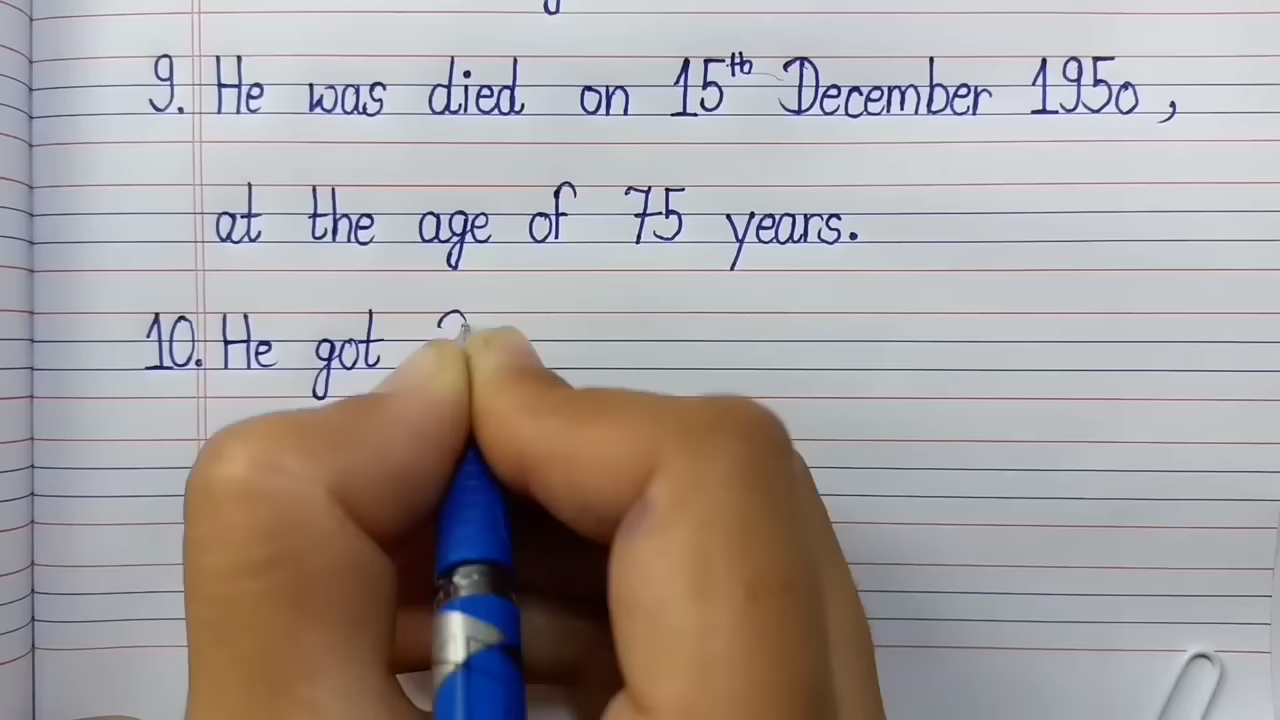 9. He was died on 15th December 1950,
at the age of 75 years.
10. He got